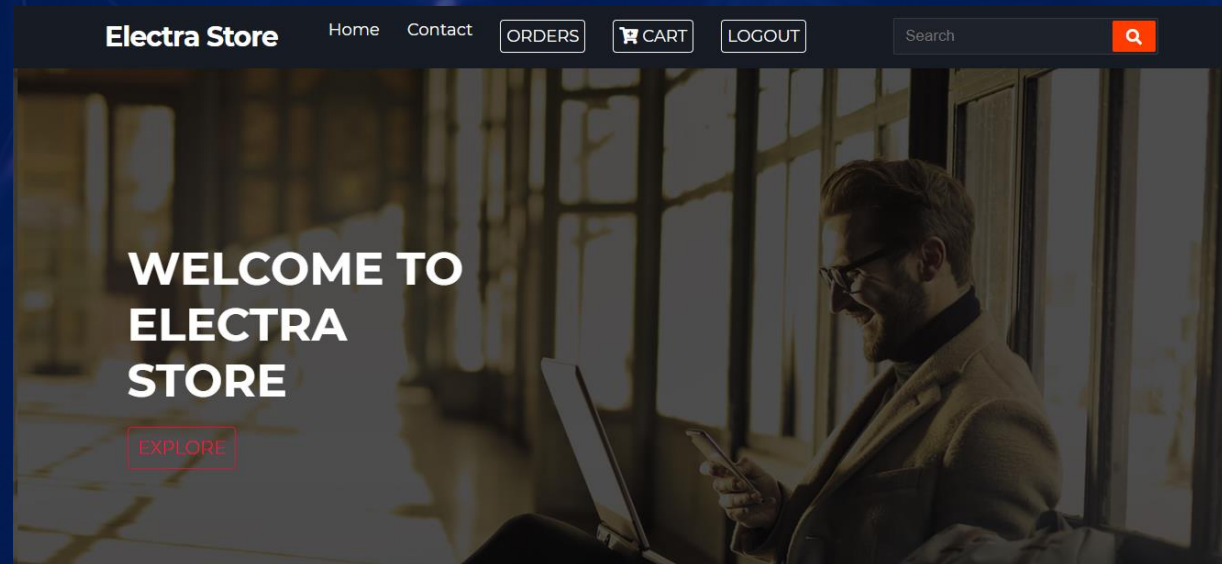 Electra Store Home Contact ORDERS CART LOGOUT Search
WELCOME TO
ELECTRA
STORE
EXPLORE